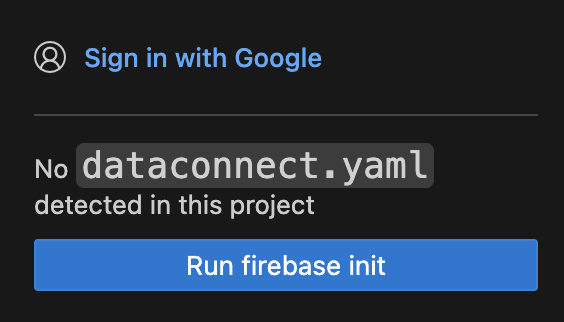 Sign in with Google
No dataconnect.yaml
detected in this project
Run firebase init